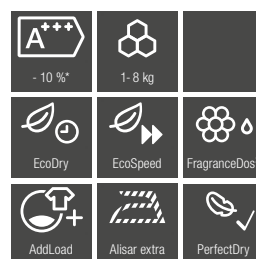 A+++
- 10 %*
1- 8 kg
EcoDry
EcoSpeed
FragranceDos
AddLoad
Alisar extra
PerfectDry